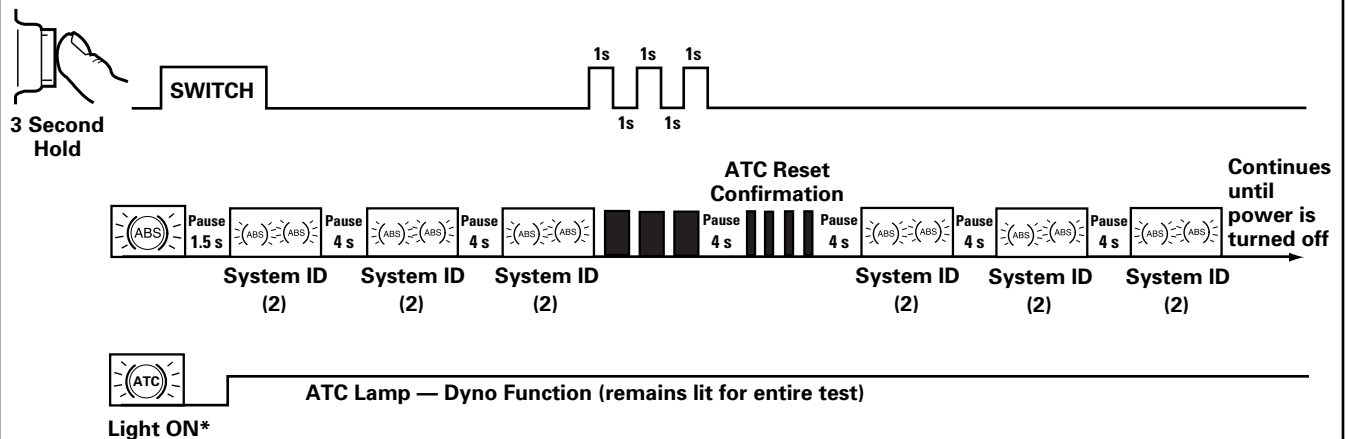 1s 1s 1s
SWITCH
1s 1s
3 Second
Hold
ATC Reset
Confirmation
Continues
until
power is
turned off
ABS
Pause
1.5 s
ABS ABS
Pause
4 s
ABS ABS
Pause
4 s
ABS ABS
Pause
4 s
Pause
4 s
ABS ABS
Pause
4 s
ABS ABS
Pause
4 s
ABS ABS
System ID
(2)
System ID
(2)
System ID
(2)
System ID
(2)
System ID
(2)
System ID
(2)
ATC
ATC Lamp — Dyno Function (remains lit for entire test)
Light ON*